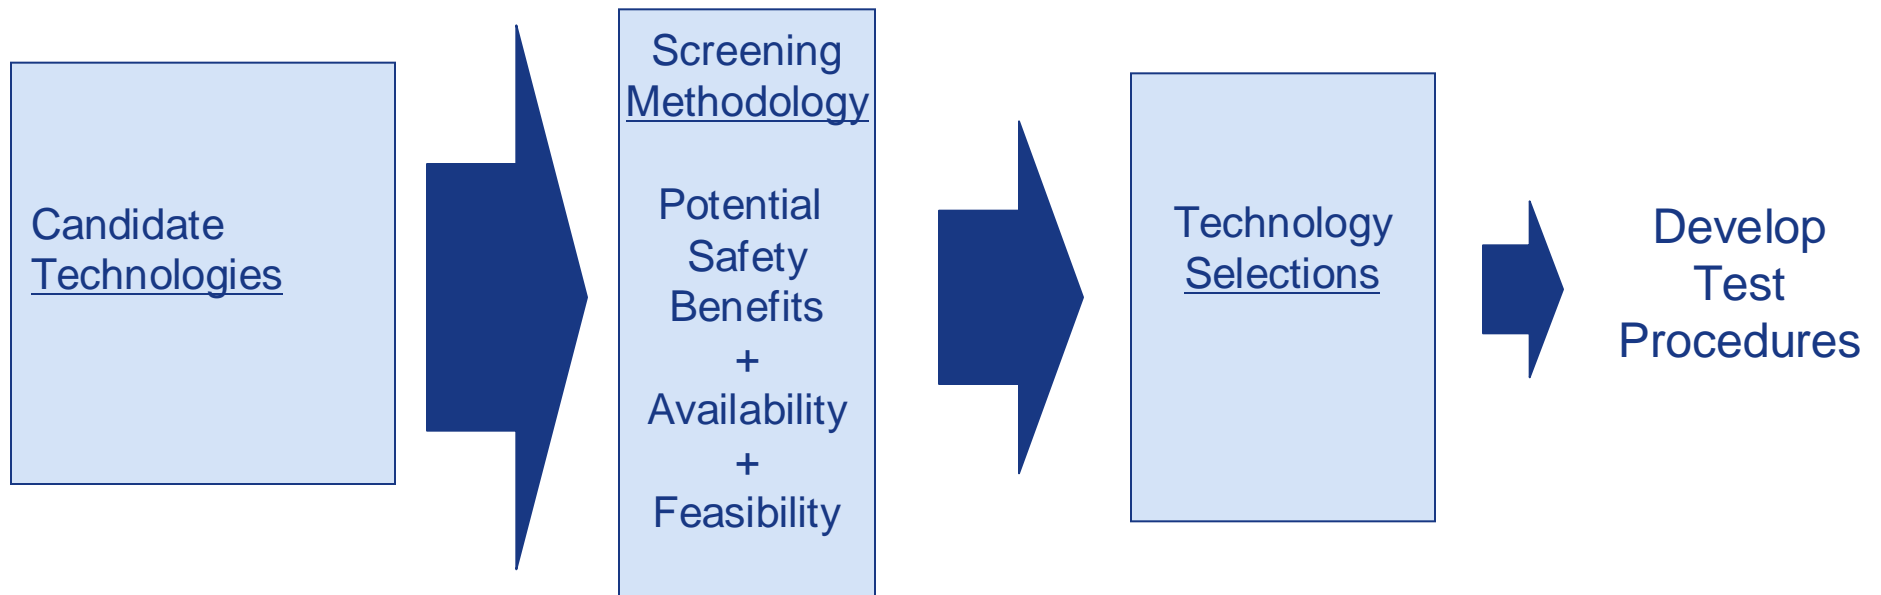 Candidate
Technologies
Screening
Methodology
Potential
Safety
Benefits
+
Availability
+
Feasibility
Technology
Selections
Develop
Test
Procedures